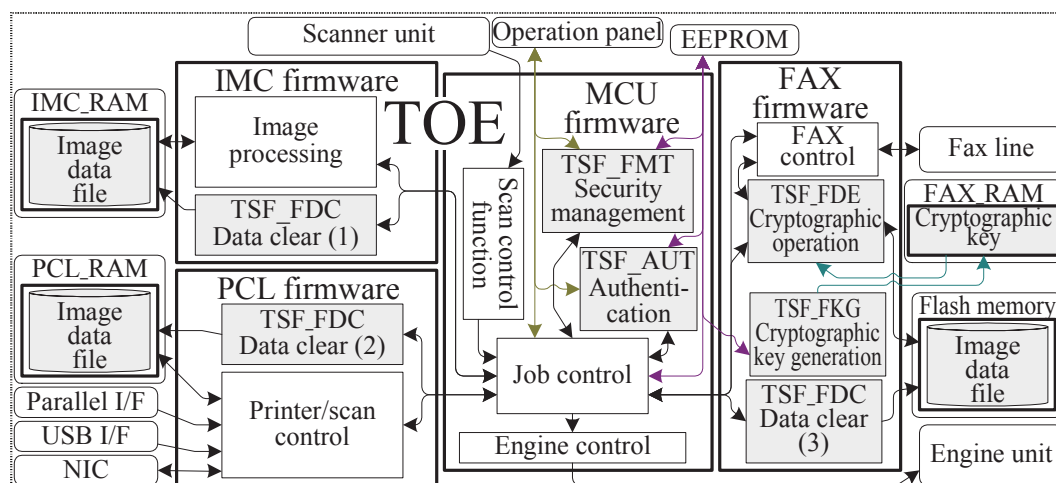 Scanner unit
Operation panel
EEPROM
IMC firmware
TOE
MCU
firmware
FAX
firmware
IMC_RAM
Image
data
file
Image
processing
TSF_FDC
Data clear (1)
Scan control
function
TSF_FMT
Security
management
TSF_AUT
Authenti-
cation
FAX
control
TSF_FDE
Cryptographic
operation
Fax line
FAX_RAM
Cryptographic
key
PCL_RAM
Image
data
file
PCL firmware
TSF_FDC
Data clear (2)
TSF_FKG
Cryptographic
key generation
Flash memory
Image
data
file
Parallel I/F
USB I/F
NIC
Printer/scan
control
Job control
Engine control
TSF_FDC
Data clear
(3)
Engine unit